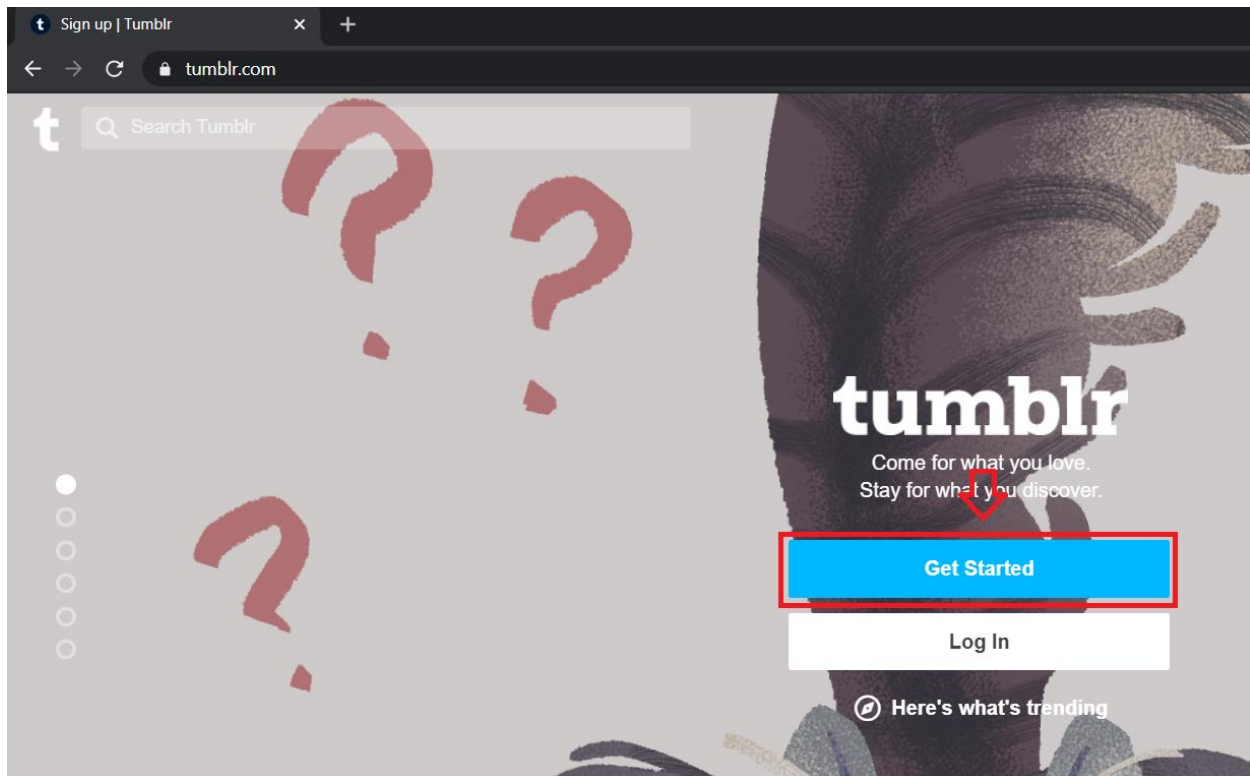 Sign up | Tumblr
tumblr.com
t
Search Tumblr
tumblr
Come for what you love.
Stay for what you discover.
Get Started
Log In
Here's what's trending